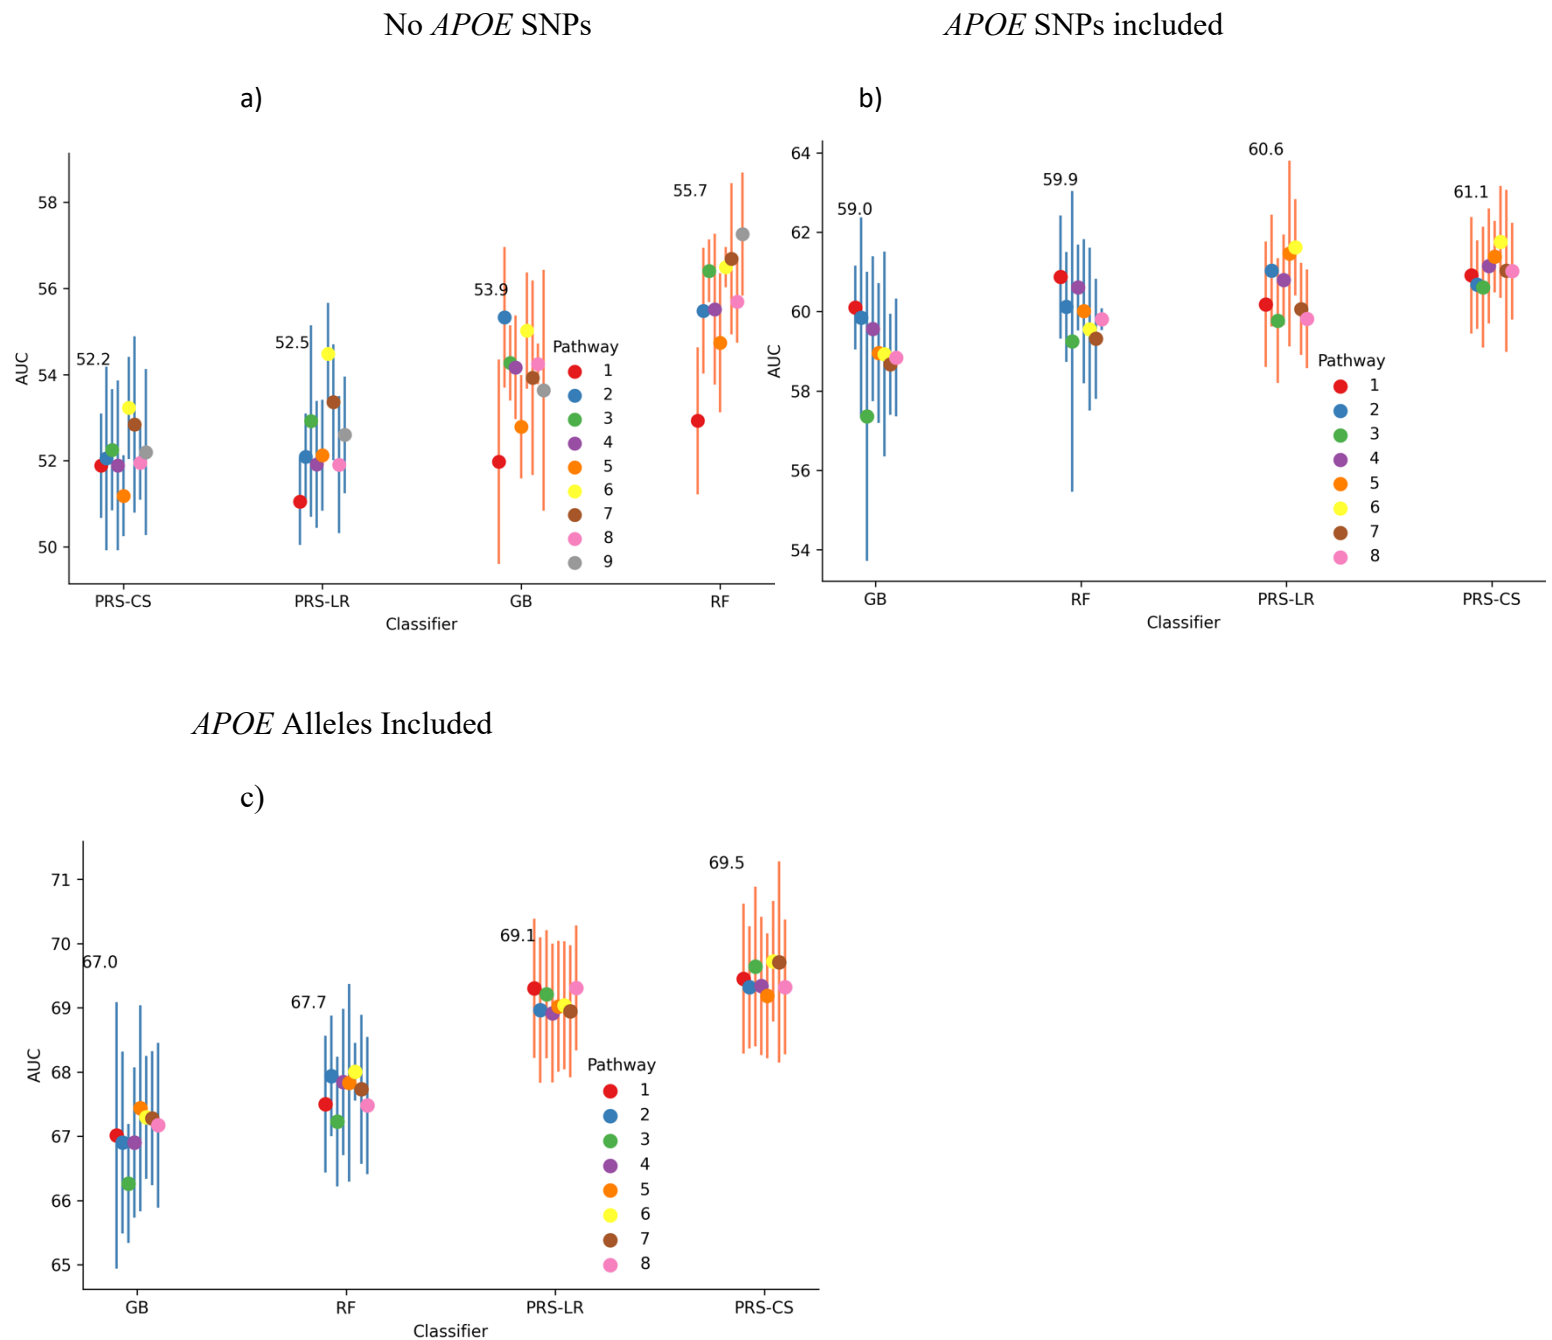 No APOE SNPs
APOE SNPs included
a)
58
56
54
52
50
AUC
52.2
52.5
53.9
55.7
Pathway
1
2
3
4
5
6
7
8
9
PRS-CS
PRS-LR
GB
RF
Classifier
b)
64
62
60
58
56
54
AUC
59.0
59.9
60.6
61.1
Pathway
1
2
3
4
5
6
7
8
GB
RF
PRS-LR
PRS-CS
Classifier
APOE Alleles Included
c)
71
70
69
68
67
66
65
AUC
67.0
67.7
69.1
69.5
Pathway
1
2
3
4
5
6
7
8
GB
RF
PRS-LR
PRS-CS
Classifier